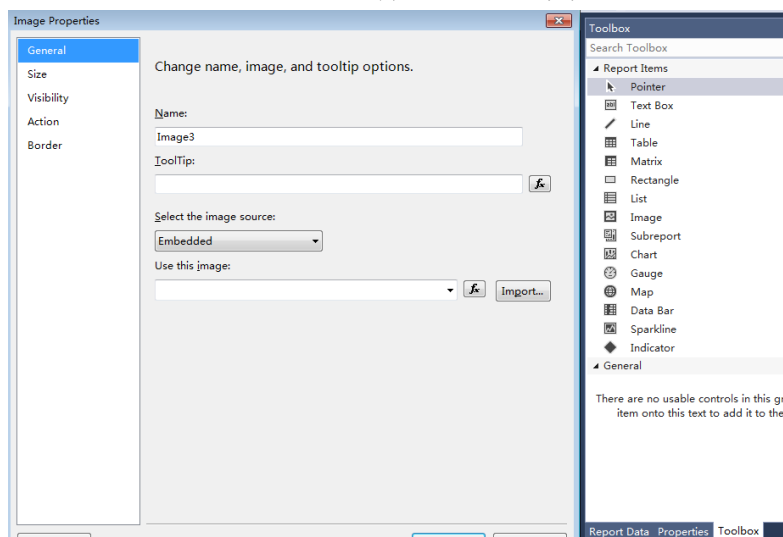 Image Properties
General
Size
Visibility
Action
Border
Change name, image, and tooltip options.
Name:
Image3
ToolTip:
fx
Select the image source:
Embedded
Use this image:
fx
Import...
Toolbox
Search Toolbox
Report Items
Pointer
Text Box
Line
Table
Matrix
Rectangle
List
Image
Subreport
Chart
Gauge
Map
Data Bar
Sparkline
Indicator
General
There are no usable controls in this gr
item onto this text to add it to the
Report Data Properties Toolbox